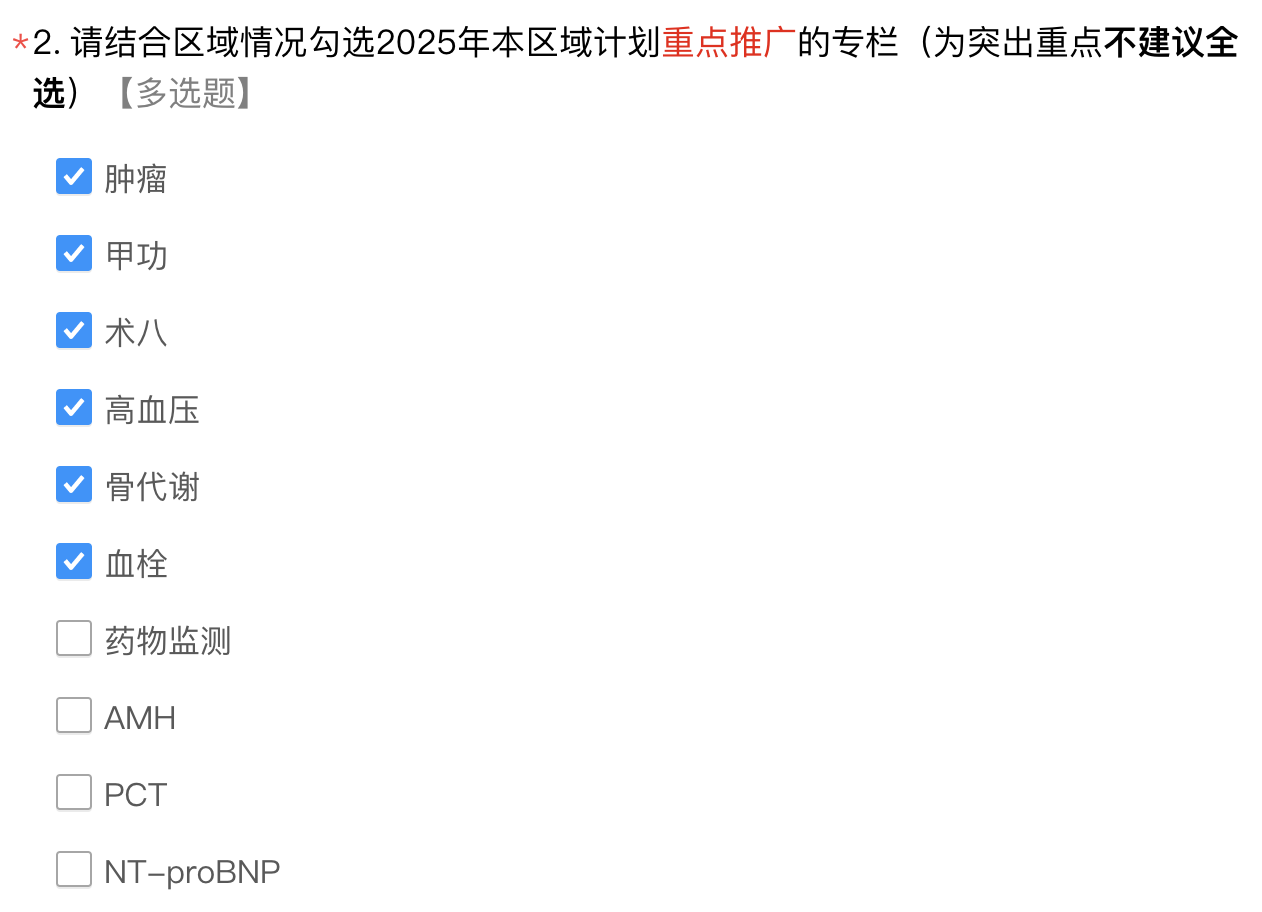 *2. 请结合区域情况勾选2025年本区域计划重点推广的专栏（为突出重点不建议全
选）【多选题】
肿瘤
甲功
术八
高血压
骨代谢
血栓
药物监测
AMH
PCT
NT-proBNP